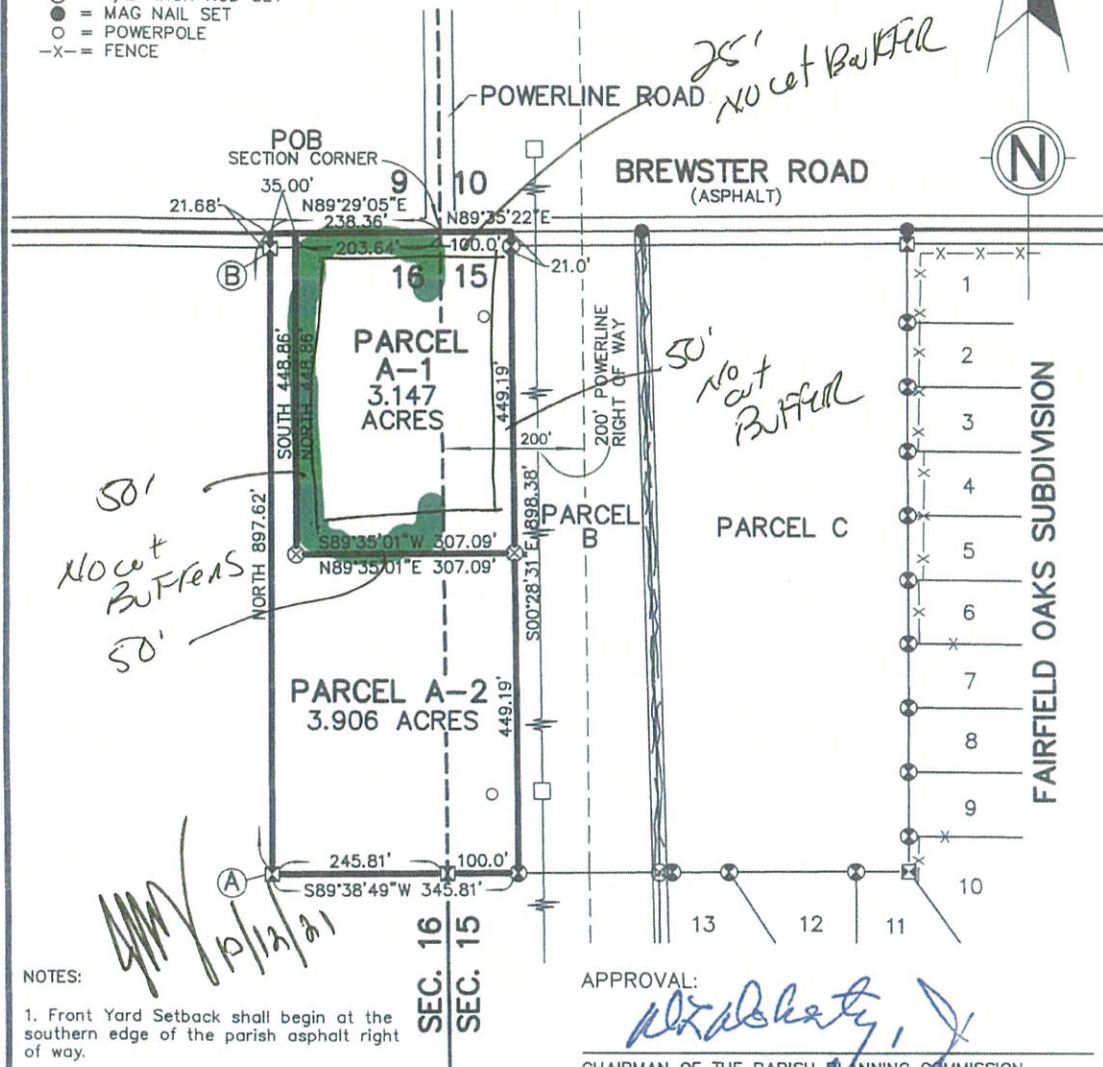 ● = MAG NAIL SET
○ = POWERPOLE
—X— = FENCE
25'
No cut Buffer
POWERLINE ROAD
POB
SECTION CORNER
9 10
BREWSTER ROAD
(ASPHALT)
N
35.00'
21.68'
N89°29'05"E
238.36'
N89°35'22"E
203.64'
100.0'
21.0'
B
16 15
PARCEL
A-1
3.147
ACRES
SOUTH 448.86'
NORTH 448.86'
449.19'
50'
No
cut
Buffer
200' POWERLINE
RIGHT OF WAY
200'
1
2
3
4
5
6
7
8
9
10
11
12
13
FAIRFIELD OAKS SUBDIVISION
50'
No cut
Buffers
50'
NORTH 897.62'
S89°35'01"W 307.09'
N89°35'01"E 307.09'
S00°28'31"E 898.38'
PARCEL
B
PARCEL C
PARCEL A-2
3.906 ACRES
449.19'
245.81'
100.0'
A
S89°38'49"W 345.81'
10/12/21
SEC. 16
SEC. 15
NOTES:
1. Front Yard Setback shall begin at the
southern edge of the parish asphalt right
of way.
APPROVAL:
CHAIRMAN OF THE PARISH PLANNING COMMISSION